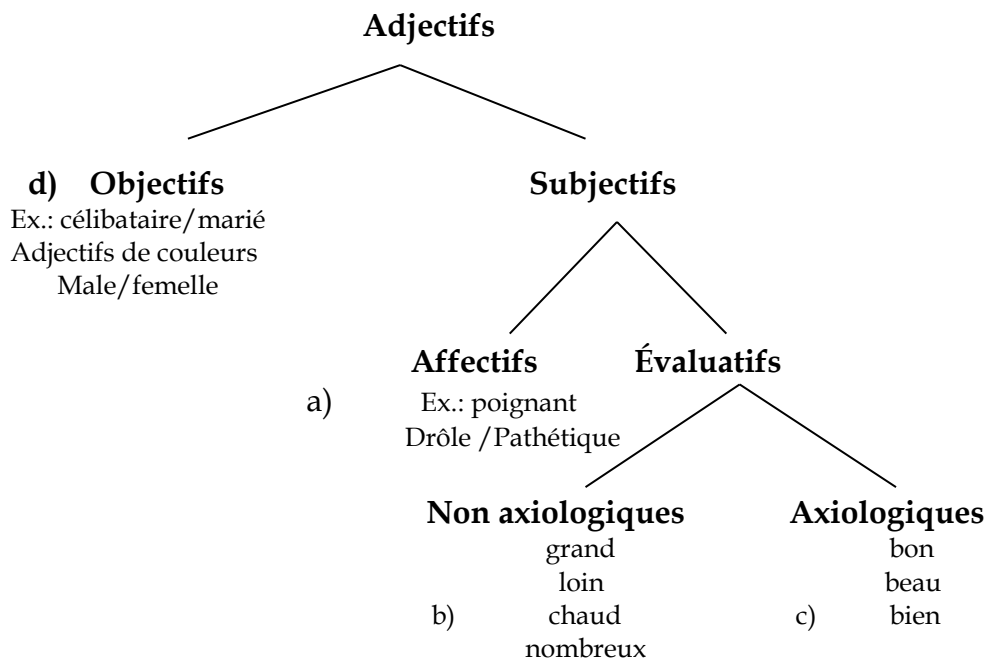 Adjectifs
d) Objectifs
Ex.: célibataire/marié
Adjectifs de couleurs
Male/femelle
Subjectifs
Affectifs
a) Ex.: poignant
Drôle /Pathétique
Évaluatifs
Non axiologiques
grand
loin
b) chaud
nombreux
Axiologiques
bon
beau
c) bien